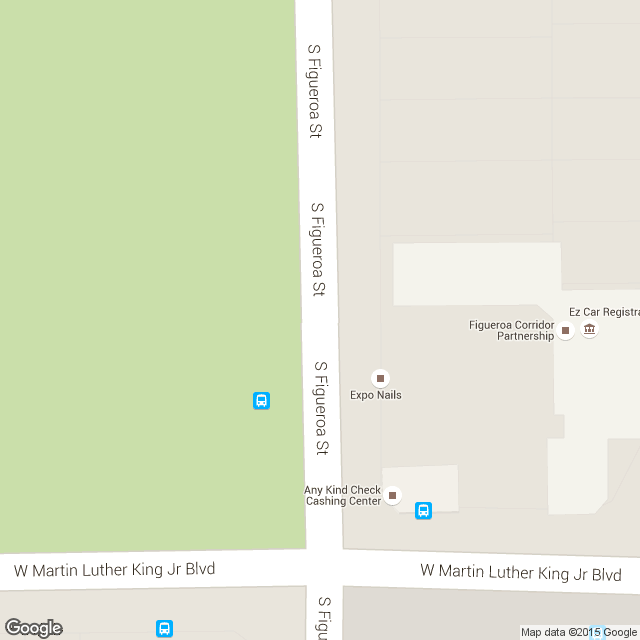 S Figueroa St
S Figueroa St
Ez Car Registra
Figueroa Corridor
Partnership
S Figueroa St
Expo Nails
Any Kind Check
Cashing Center
W Martin Luther King Jr Blvd
W Martin Luther King Jr Blvd
S Figu
Google
Map data ©2015 Google